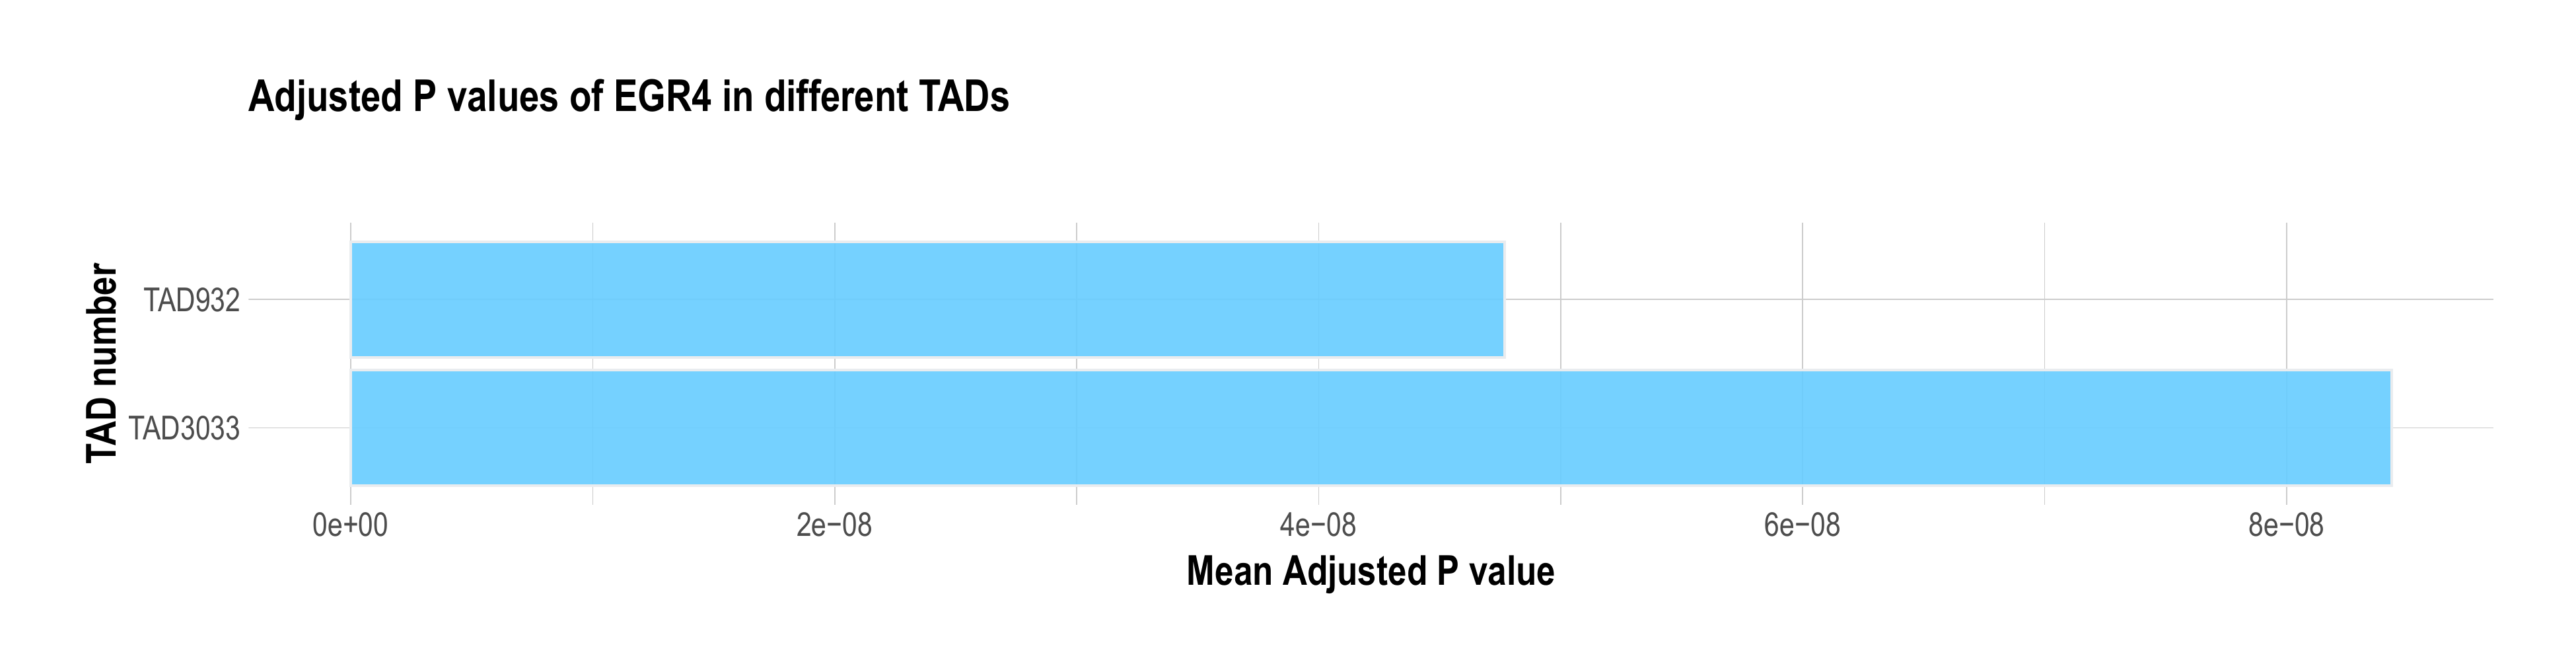 Adjusted P values of EGR4 in different TADs
TAD number
TAD932
TAD3033
0e+00 2e−08 4e−08 6e−08 8e−08
Mean Adjusted P value